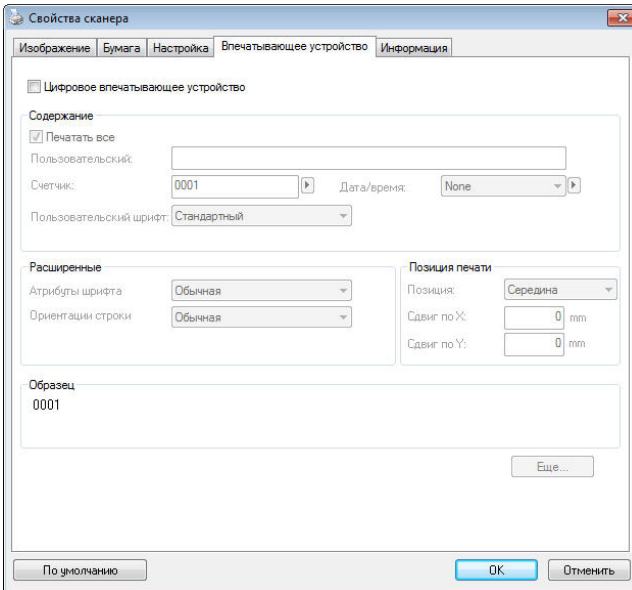 Свойства сканера
Изображение Бумага Настройка Впечатывающее устройство Информация
Цифровое впечатывающее устройство
Содержание
Печатать все
Пользовательский:
Счетчик: 0001 Дата/время: None
Пользовательский шрифт: Стандартный
Расширенные Позиция печати
Атрибуты шрифта Обычная Позиция: Середина
Ориентации строки Обычная Сдвиг по X: 0 mm
Сдвиг по Y: 0 mm
Образец
0001
Еще...
По умолчанию OK Отменить